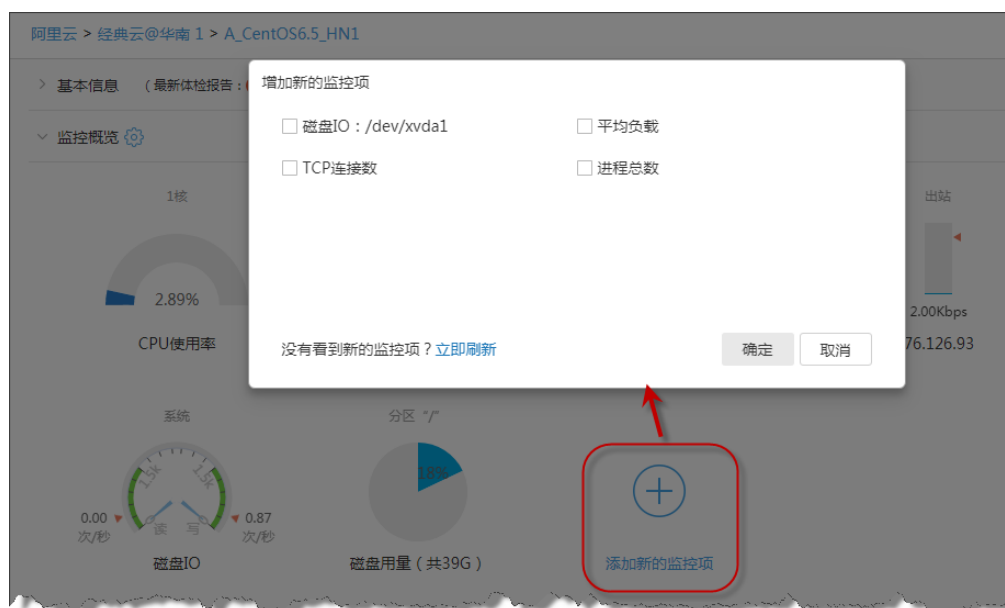 阿里云 > 经典云@华南 1 > A_CentOS6.5_HN1
基本信息 （最新体检报告：
增加新的监控项
磁盘IO：/dev/xvda1
平均负载
监控概览
TCP连接数
进程总数
1核
出站
2.89%
2.00Kbps
CPU使用率
没有看到新的监控项？立即刷新
确定
取消
76.126.93
系统
分区 "/"
1.5k
1.5k
18%
0.00
次/秒
读
写
0.87
次/秒
磁盘IO
磁盘用量（共39G）
添加新的监控项